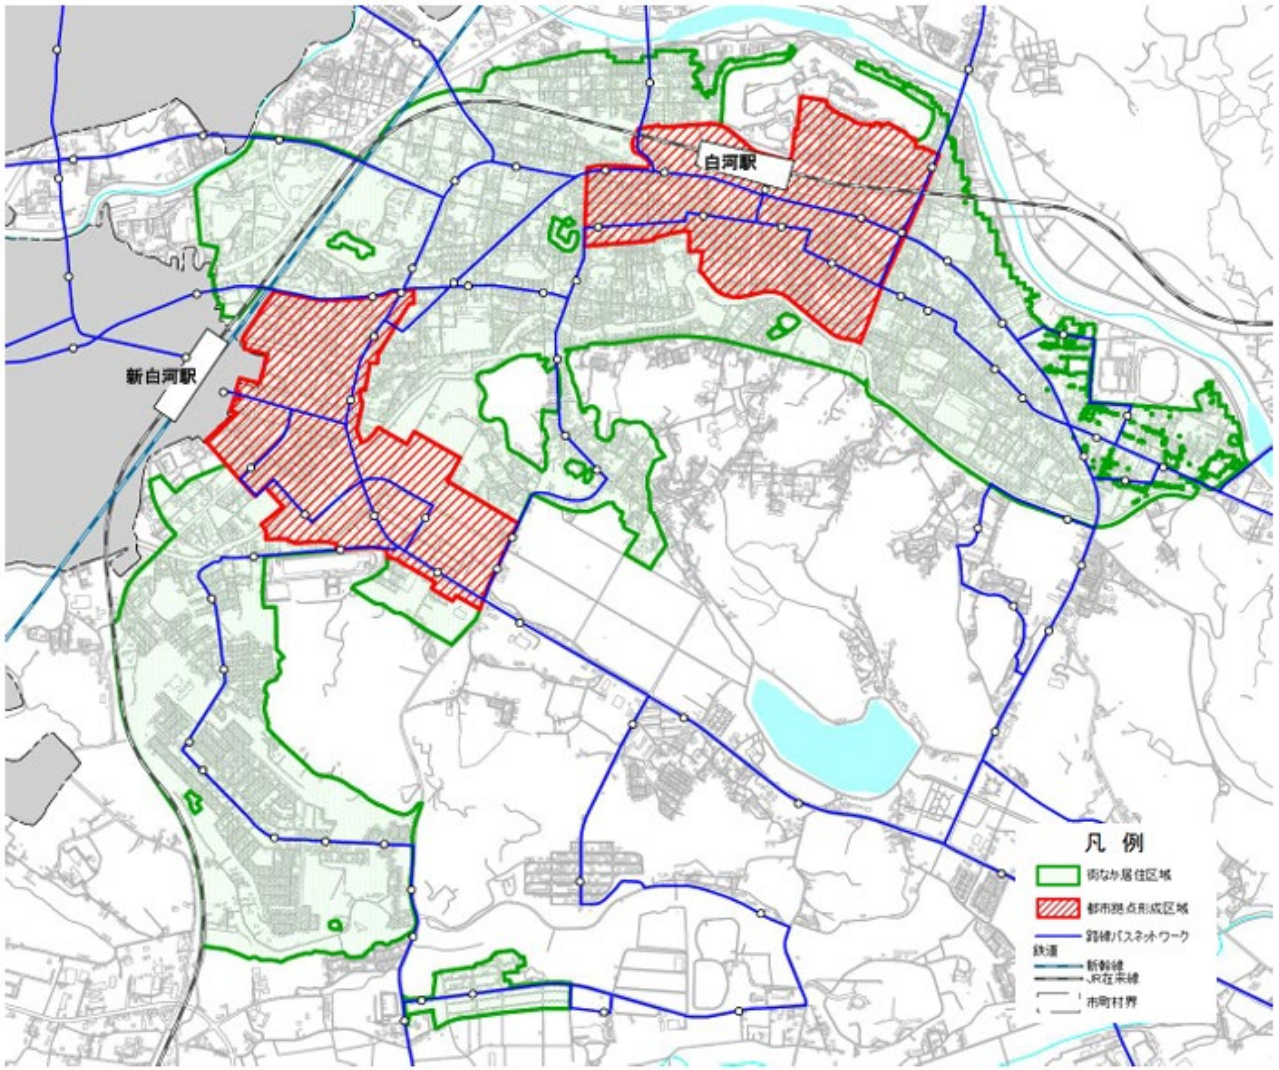 白河駅
新白河駅
凡 例
街なか居住区域
都市拠点形成区域
路線バスネットワーク
鉄道
新幹線
JR在来線
市町村界